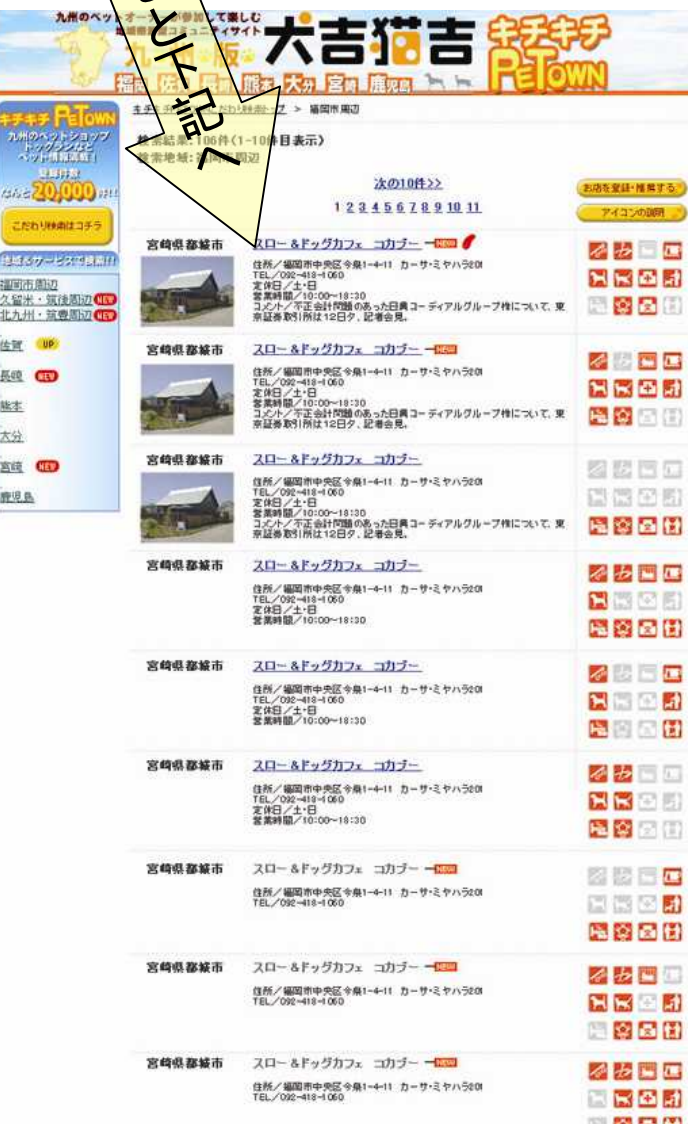 九州のペットオーナーが参加して楽しむ
地域密着コミュニティサイト
九州版
犬吉猫吉
キチキチ
PETOWN
福岡 佐賀 長崎 熊本 大分 宮崎 鹿児島
と下記へ
キチキチ PETOWN
九州のペットショップ
ドッグランなど
ペット情報満載!
登録件数
なんと20,000件!!
こだわり検索はコチラ
地域&サービスで検索!!
福岡市周辺
久留米・筑後周辺 NEW
北九州・筑豊周辺 NEW
佐賀 UP
長崎 NEW
熊本
大分
宮崎 NEW
鹿児島
> 福岡市周辺
検索結果:106件(1-10件目表示)
検索地域:福岡市周辺
次の10件>>
1 2 3 4 5 6 7 8 9 10 11
お店を登録・推薦する
アイコンの説明
宮崎県都城市
スロー&ドッグカフェ コカブー NEW
住所/福岡市中央区今泉1-4-11 カーサ・ミヤハラ201
TEL/092-418-1060
定休日/土・日
営業時間/10:00~18:30
コメント/不正会計問題のあった日興コーディアルグループ株について、東
京証券取引所は12日夕、記者会見。
宮崎県都城市
スロー&ドッグカフェ コカブー NEW
住所/福岡市中央区今泉1-4-11 カーサ・ミヤハラ201
TEL/092-418-1060
定休日/土・日
営業時間/10:00~18:30
コメント/不正会計問題のあった日興コーディアルグループ株について、東
京証券取引所は12日夕、記者会見。
宮崎県都城市
スロー&ドッグカフェ コカブー
住所/福岡市中央区今泉1-4-11 カーサ・ミヤハラ201
TEL/092-418-1060
定休日/土・日
営業時間/10:00~18:30
コメント/不正会計問題のあった日興コーディアルグループ株について、東
京証券取引所は12日夕、記者会見。
宮崎県都城市
スロー&ドッグカフェ コカブー
住所/福岡市中央区今泉1-4-11 カーサ・ミヤハラ201
TEL/092-418-1060
定休日/土・日
営業時間/10:00~18:30
宮崎県都城市
スロー&ドッグカフェ コカブー
住所/福岡市中央区今泉1-4-11 カーサ・ミヤハラ201
TEL/092-418-1060
定休日/土・日
営業時間/10:00~18:30
宮崎県都城市
スロー&ドッグカフェ コカブー
住所/福岡市中央区今泉1-4-11 カーサ・ミヤハラ201
TEL/092-418-1060
定休日/土・日
営業時間/10:00~18:30
宮崎県都城市
スロー&ドッグカフェ コカブー NEW
住所/福岡市中央区今泉1-4-11 カーサ・ミヤハラ201
TEL/092-418-1060
宮崎県都城市
スロー&ドッグカフェ コカブー NEW
住所/福岡市中央区今泉1-4-11 カーサ・ミヤハラ201
TEL/092-418-1060
宮崎県都城市
スロー&ドッグカフェ コカブー NEW
住所/福岡市中央区今泉1-4-11 カーサ・ミヤハラ201
TEL/092-418-1060